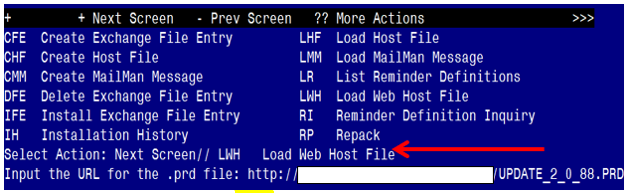 + + Next Screen - Prev Screen ?? More Actions >>>
CFE Create Exchange File Entry LHF Load Host File
CHF Create Host File LMM Load MailMan Message
CMM Create MailMan Message LR List Reminder Definitions
DFE Delete Exchange File Entry LWH Load Web Host File
IFE Install Exchange File Entry RI Reminder Definition Inquiry
IH Installation History RP Repack
Select Action: Next Screen// LWH Load Web Host File
Input the URL for the .prd file: http:// /UPDATE_2_0_88.PRD